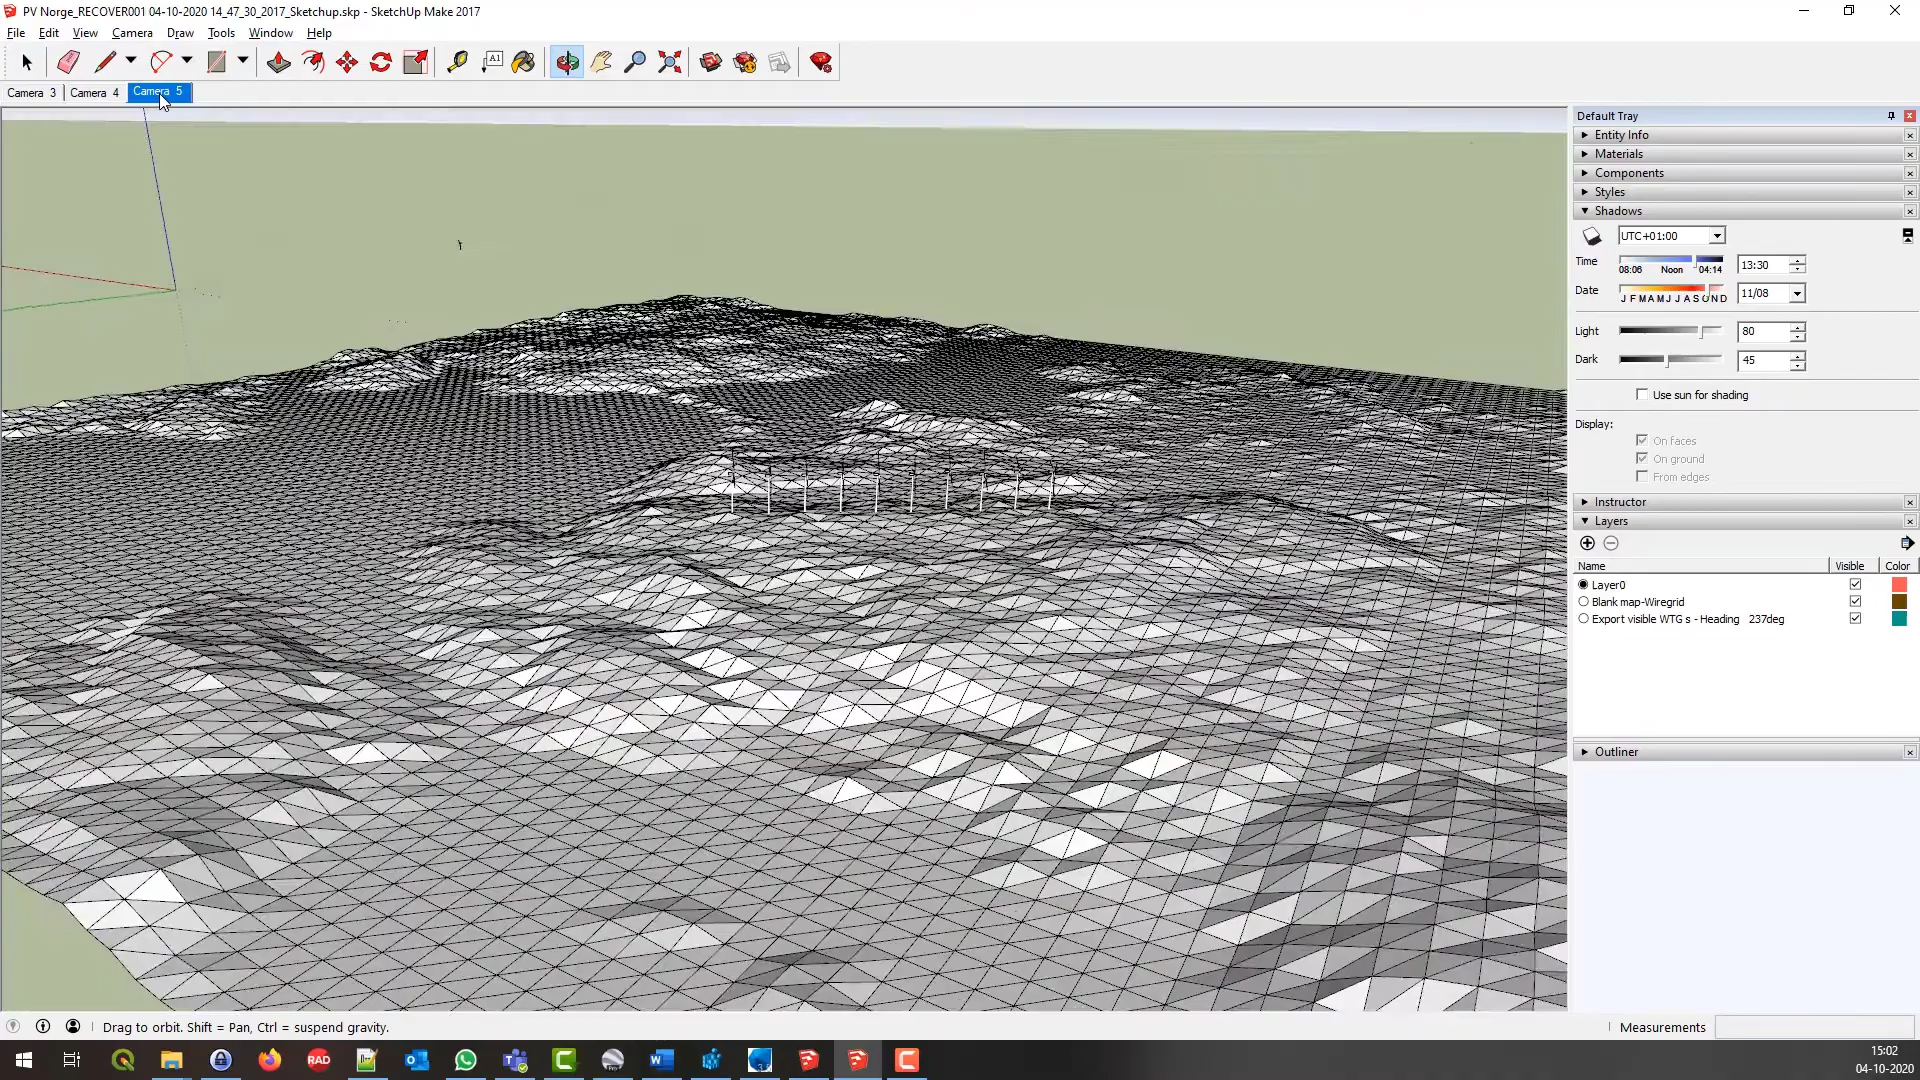 PV Norge_RECOVER001 04-10-2020 14_47_30_2017_Sketchup.skp - SketchUp Make 2017
File Edit View Camera Draw Tools Window Help
A1
Camera 3 Camera 4 Camera 5
Default Tray
Entity Info
Materials
Components
Styles
Shadows
UTC+01:00
Time 08:06 Noon 04:14 13:30
Date J F M A M J J A S O N D 11/08
Light 80
Dark 45
Use sun for shading
Display:
On faces
On ground
From edges
Instructor
Layers
Name Visible Color
Layer0
Blank map-Wiregrid
Export visible WTG s - Heading 237deg
Outliner
Drag to orbit. Shift = Pan, Ctrl = suspend gravity.
Measurements
RAD
15:02
04-10-2020